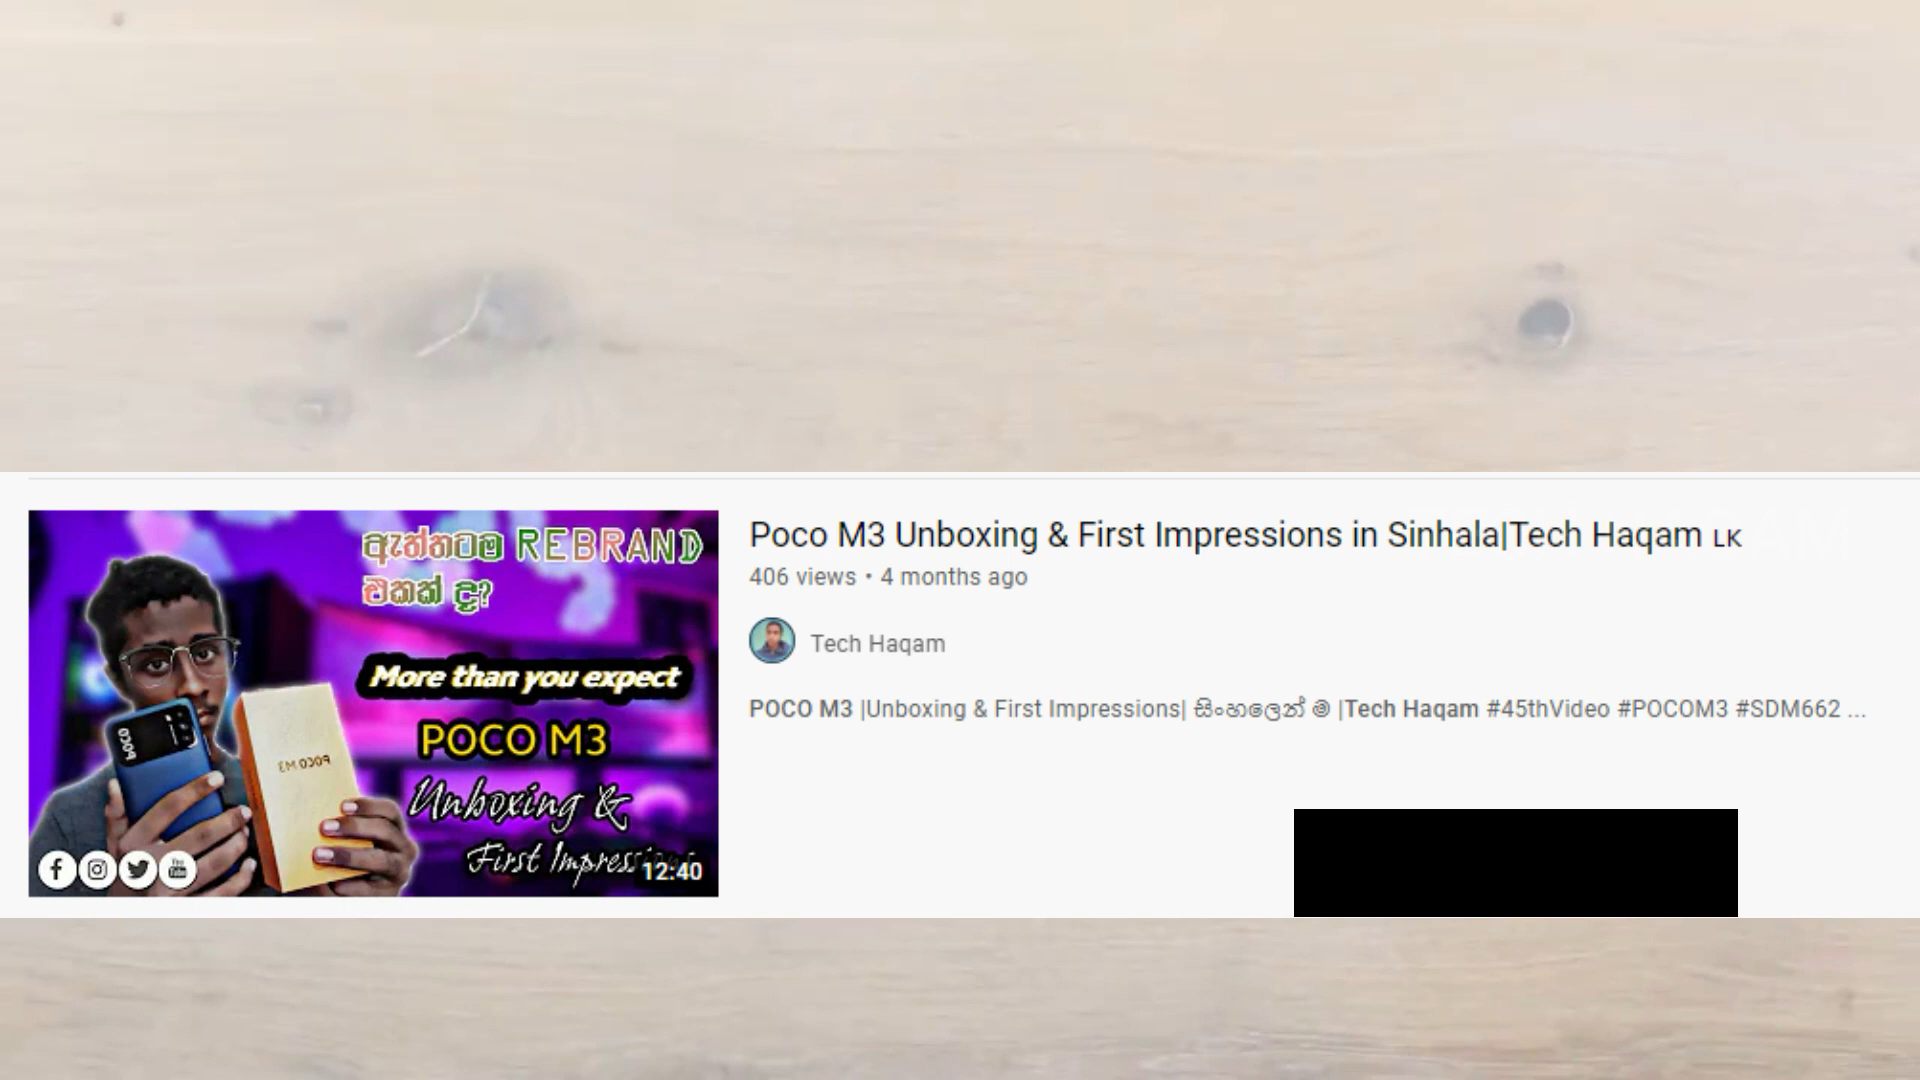 ඇත්තටම REBRAND
එකක් ද?
More than you expect
POCO M3
Unboxing &
First Impres
12:40
POCO
POCO M3
Poco M3 Unboxing & First Impressions in Sinhala|Tech Haqam LK
406 views • 4 months ago
Tech Haqam
POCO M3 |Unboxing & First Impressions| සිංහලෙන් ම |Tech Haqam #45thVideo #POCOM3 #SDM662 ...